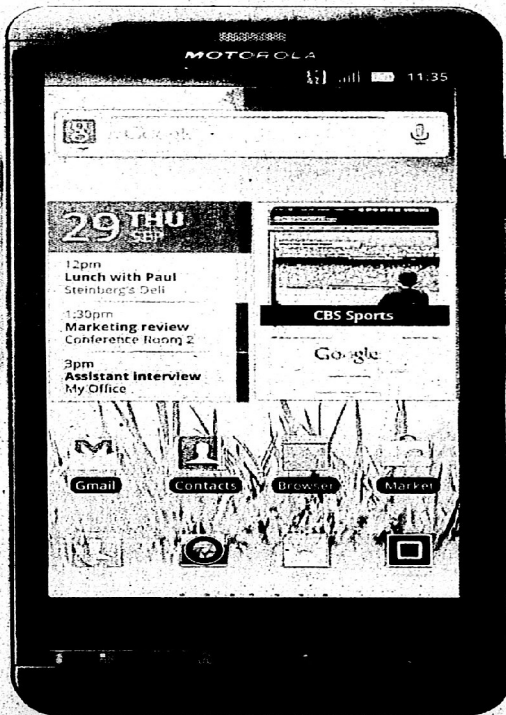 MOTOROLA
11:35
Google
29 THU
SEP
12pm
Lunch with Paul
Steinberg's Deli
1:30pm
Marketing review
Conference Room 2
3pm
Assistant interview
My Office
CBS Sports
Google
Gmail
Contacts
Browser
Market